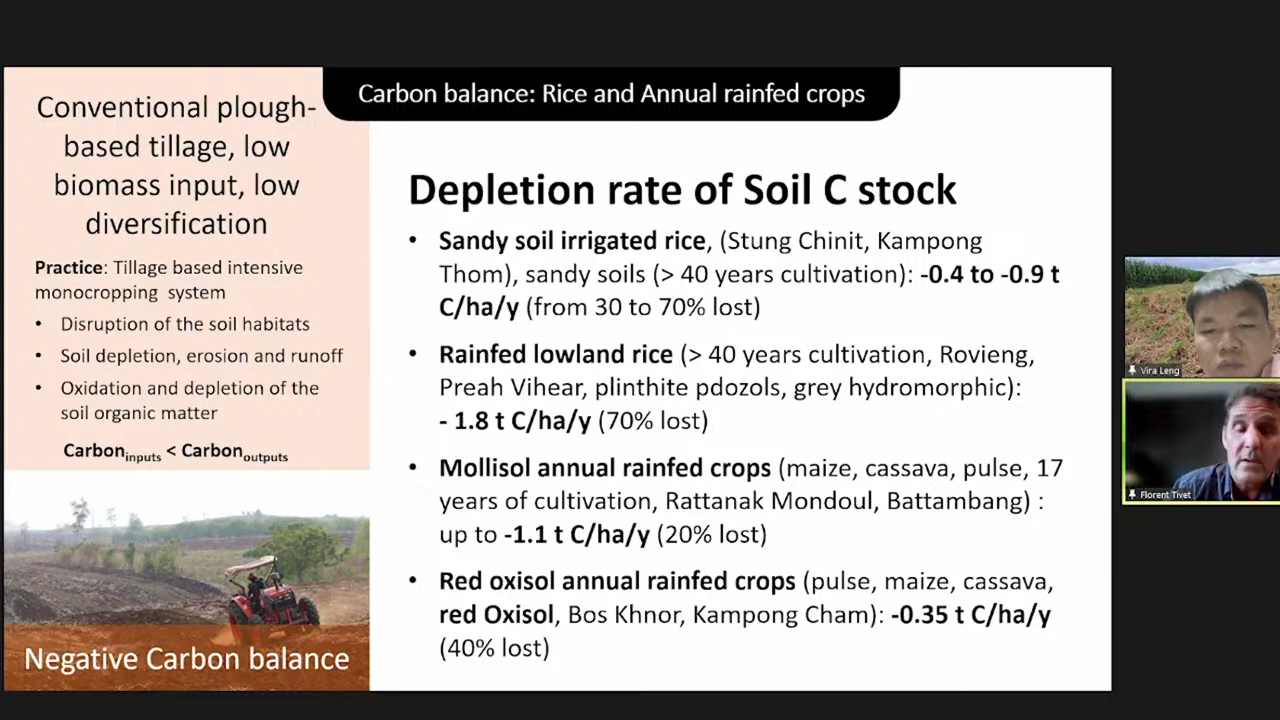 Carbon balance: Rice and Annual rainfed crops
Conventional plough-
based tillage, low
biomass input, low
diversification
Practice: Tillage based intensive
monocropping system
• Disruption of the soil habitats
• Soil depletion, erosion and runoff
• Oxidation and depletion of the
soil organic matter
Carboninputs < Carbonoutputs
Negative Carbon balance
Depletion rate of Soil C stock
• Sandy soil irrigated rice, (Stung Chinit, Kampong
Thom), sandy soils (> 40 years cultivation): -0.4 to -0.9 t
C/ha/y (from 30 to 70% lost)
• Rainfed lowland rice (> 40 years cultivation, Rovieng,
Preah Vihear, plinthite pdozols, grey hydromorphic):
- 1.8 t C/ha/y (70% lost)
• Mollisol annual rainfed crops (maize, cassava, pulse, 17
years of cultivation, Rattanak Mondoul, Battambang) :
up to -1.1 t C/ha/y (20% lost)
• Red oxisol annual rainfed crops (pulse, maize, cassava,
red Oxisol, Bos Khnor, Kampong Cham): -0.35 t C/ha/y
(40% lost)
Vira Leng
Florent Tivet